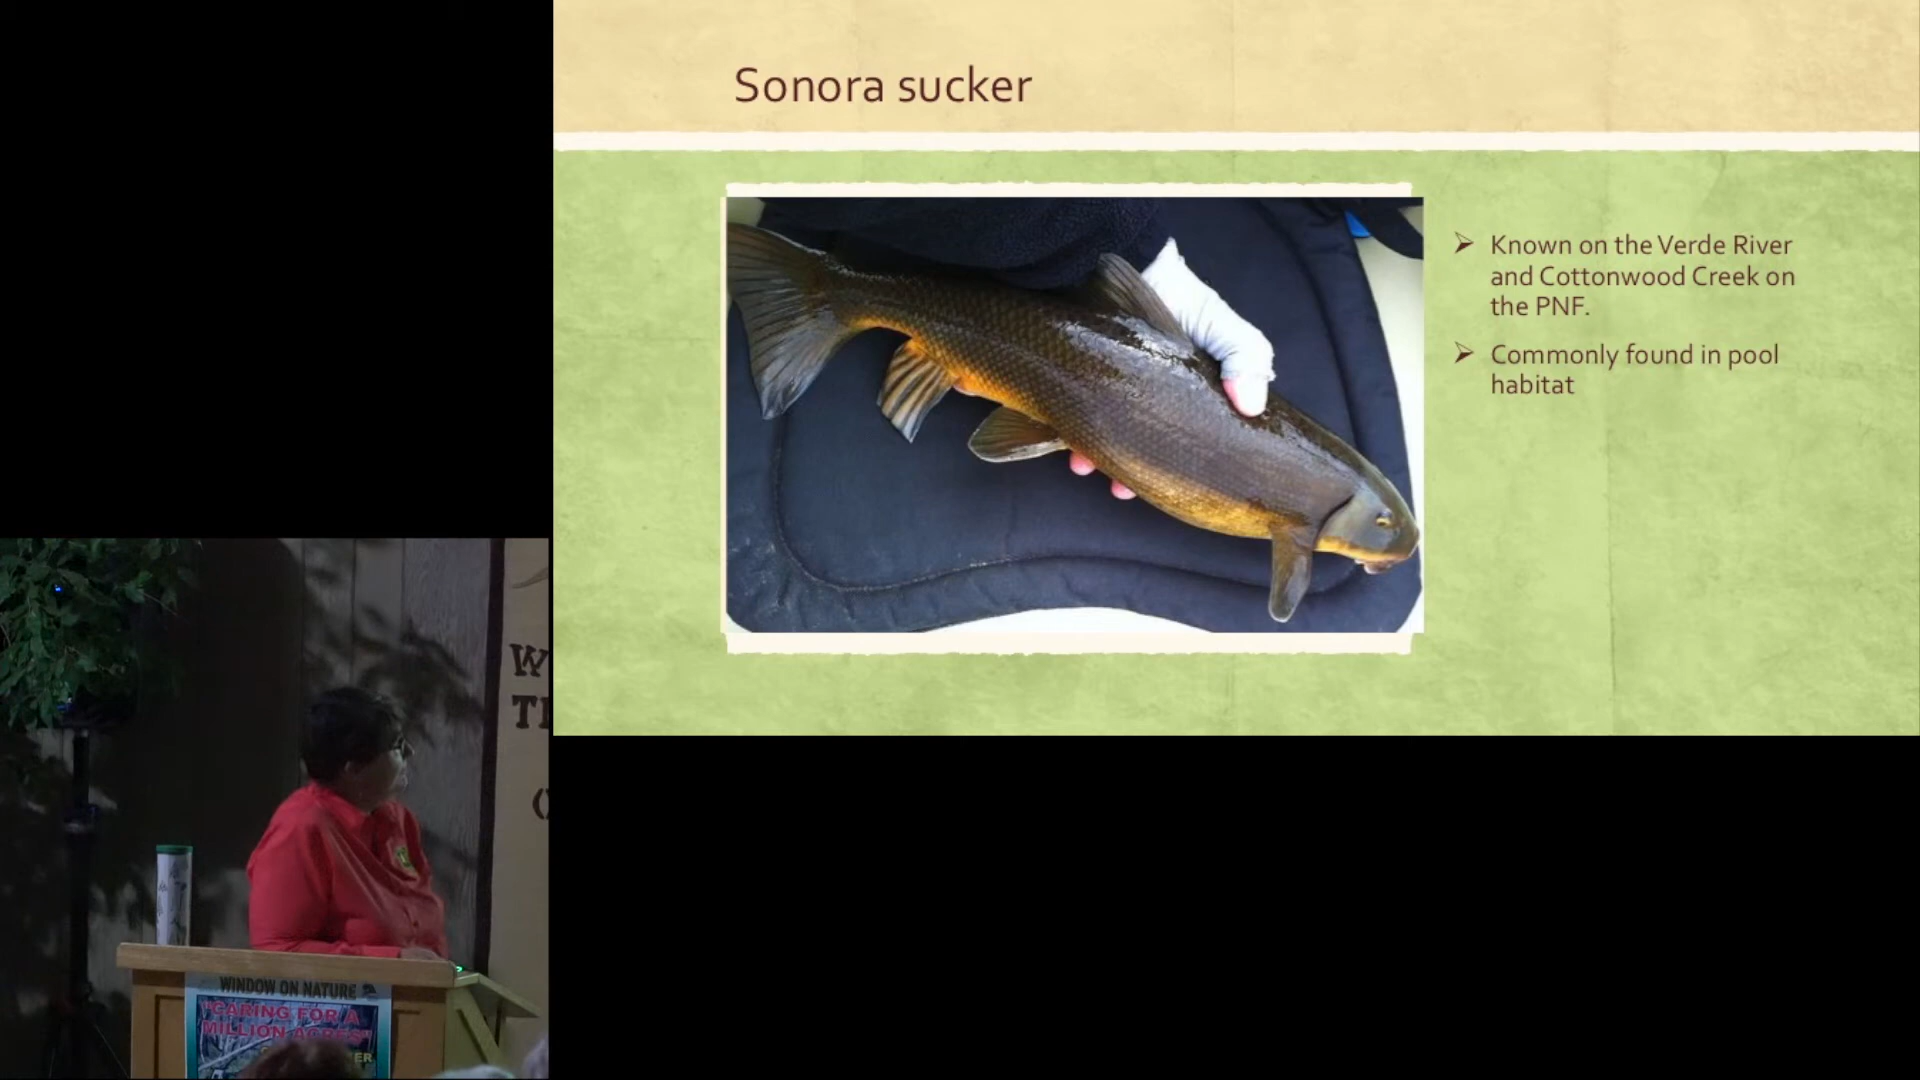 Sonora sucker
➢ Known on the Verde River
and Cottonwood Creek on
the PNF.
➢ Commonly found in pool
habitat
W
T
(
WINDOW ON NATURE
"CARING FOR A
MILLION ACRES"
ER